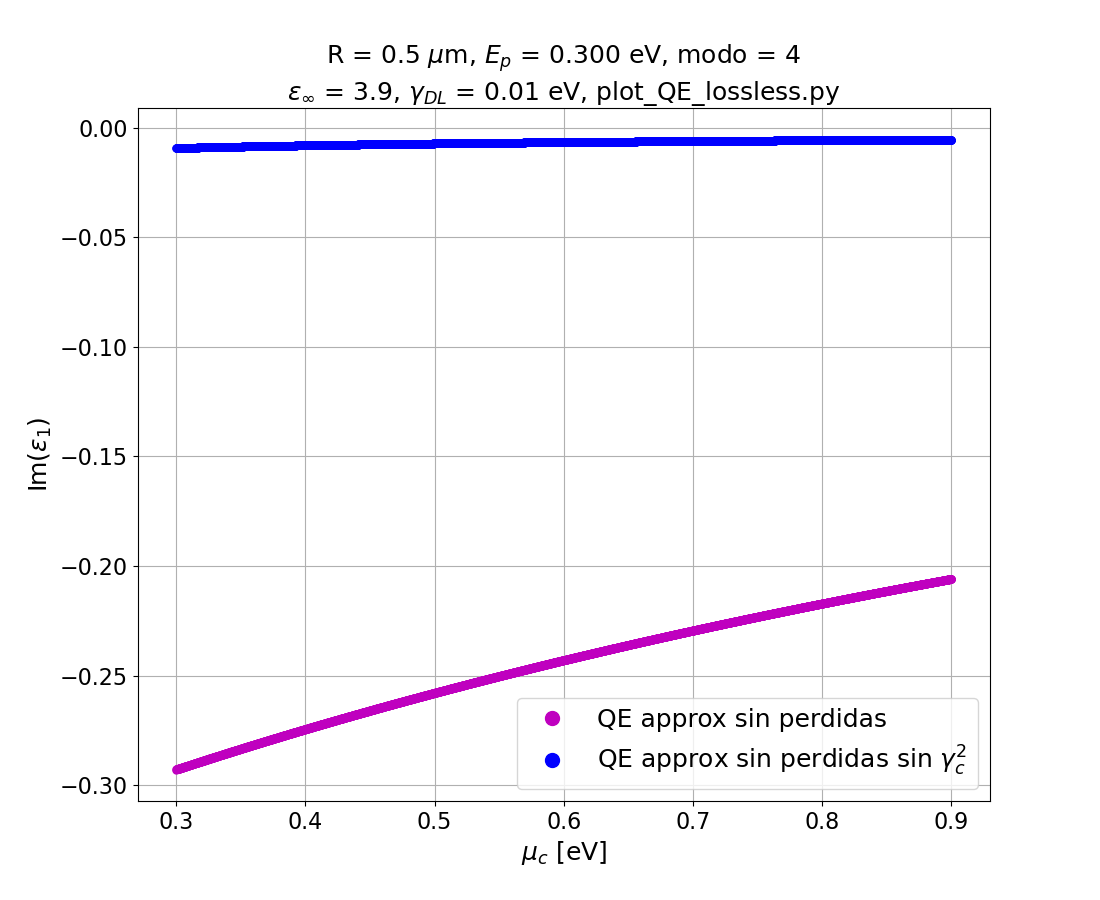 R = 0.5 μm, E_p = 0.300 eV, modo = 4
ε_∞ = 3.9, γ_DL = 0.01 eV, plot_QE_lossless.py
0.00
−0.05
−0.10
−0.15
−0.20
−0.25
−0.30
Im(ε₁)
QE approx sin perdidas
QE approx sin perdidas sin γ_c^2
0.3 0.4 0.5 0.6 0.7 0.8 0.9
μ_c [eV]